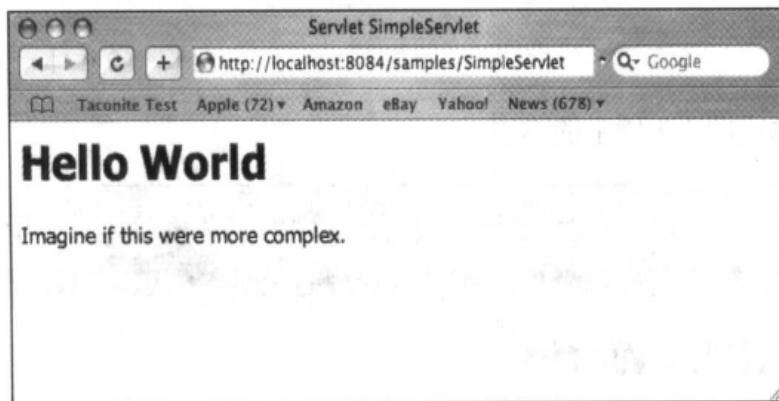 Servlet SimpleServlet
http://localhost:8084/samples/SimpleServlet Google
Taconite Test Apple (72) Amazon eBay Yahoo! News (678)
Hello World
Imagine if this were more complex.